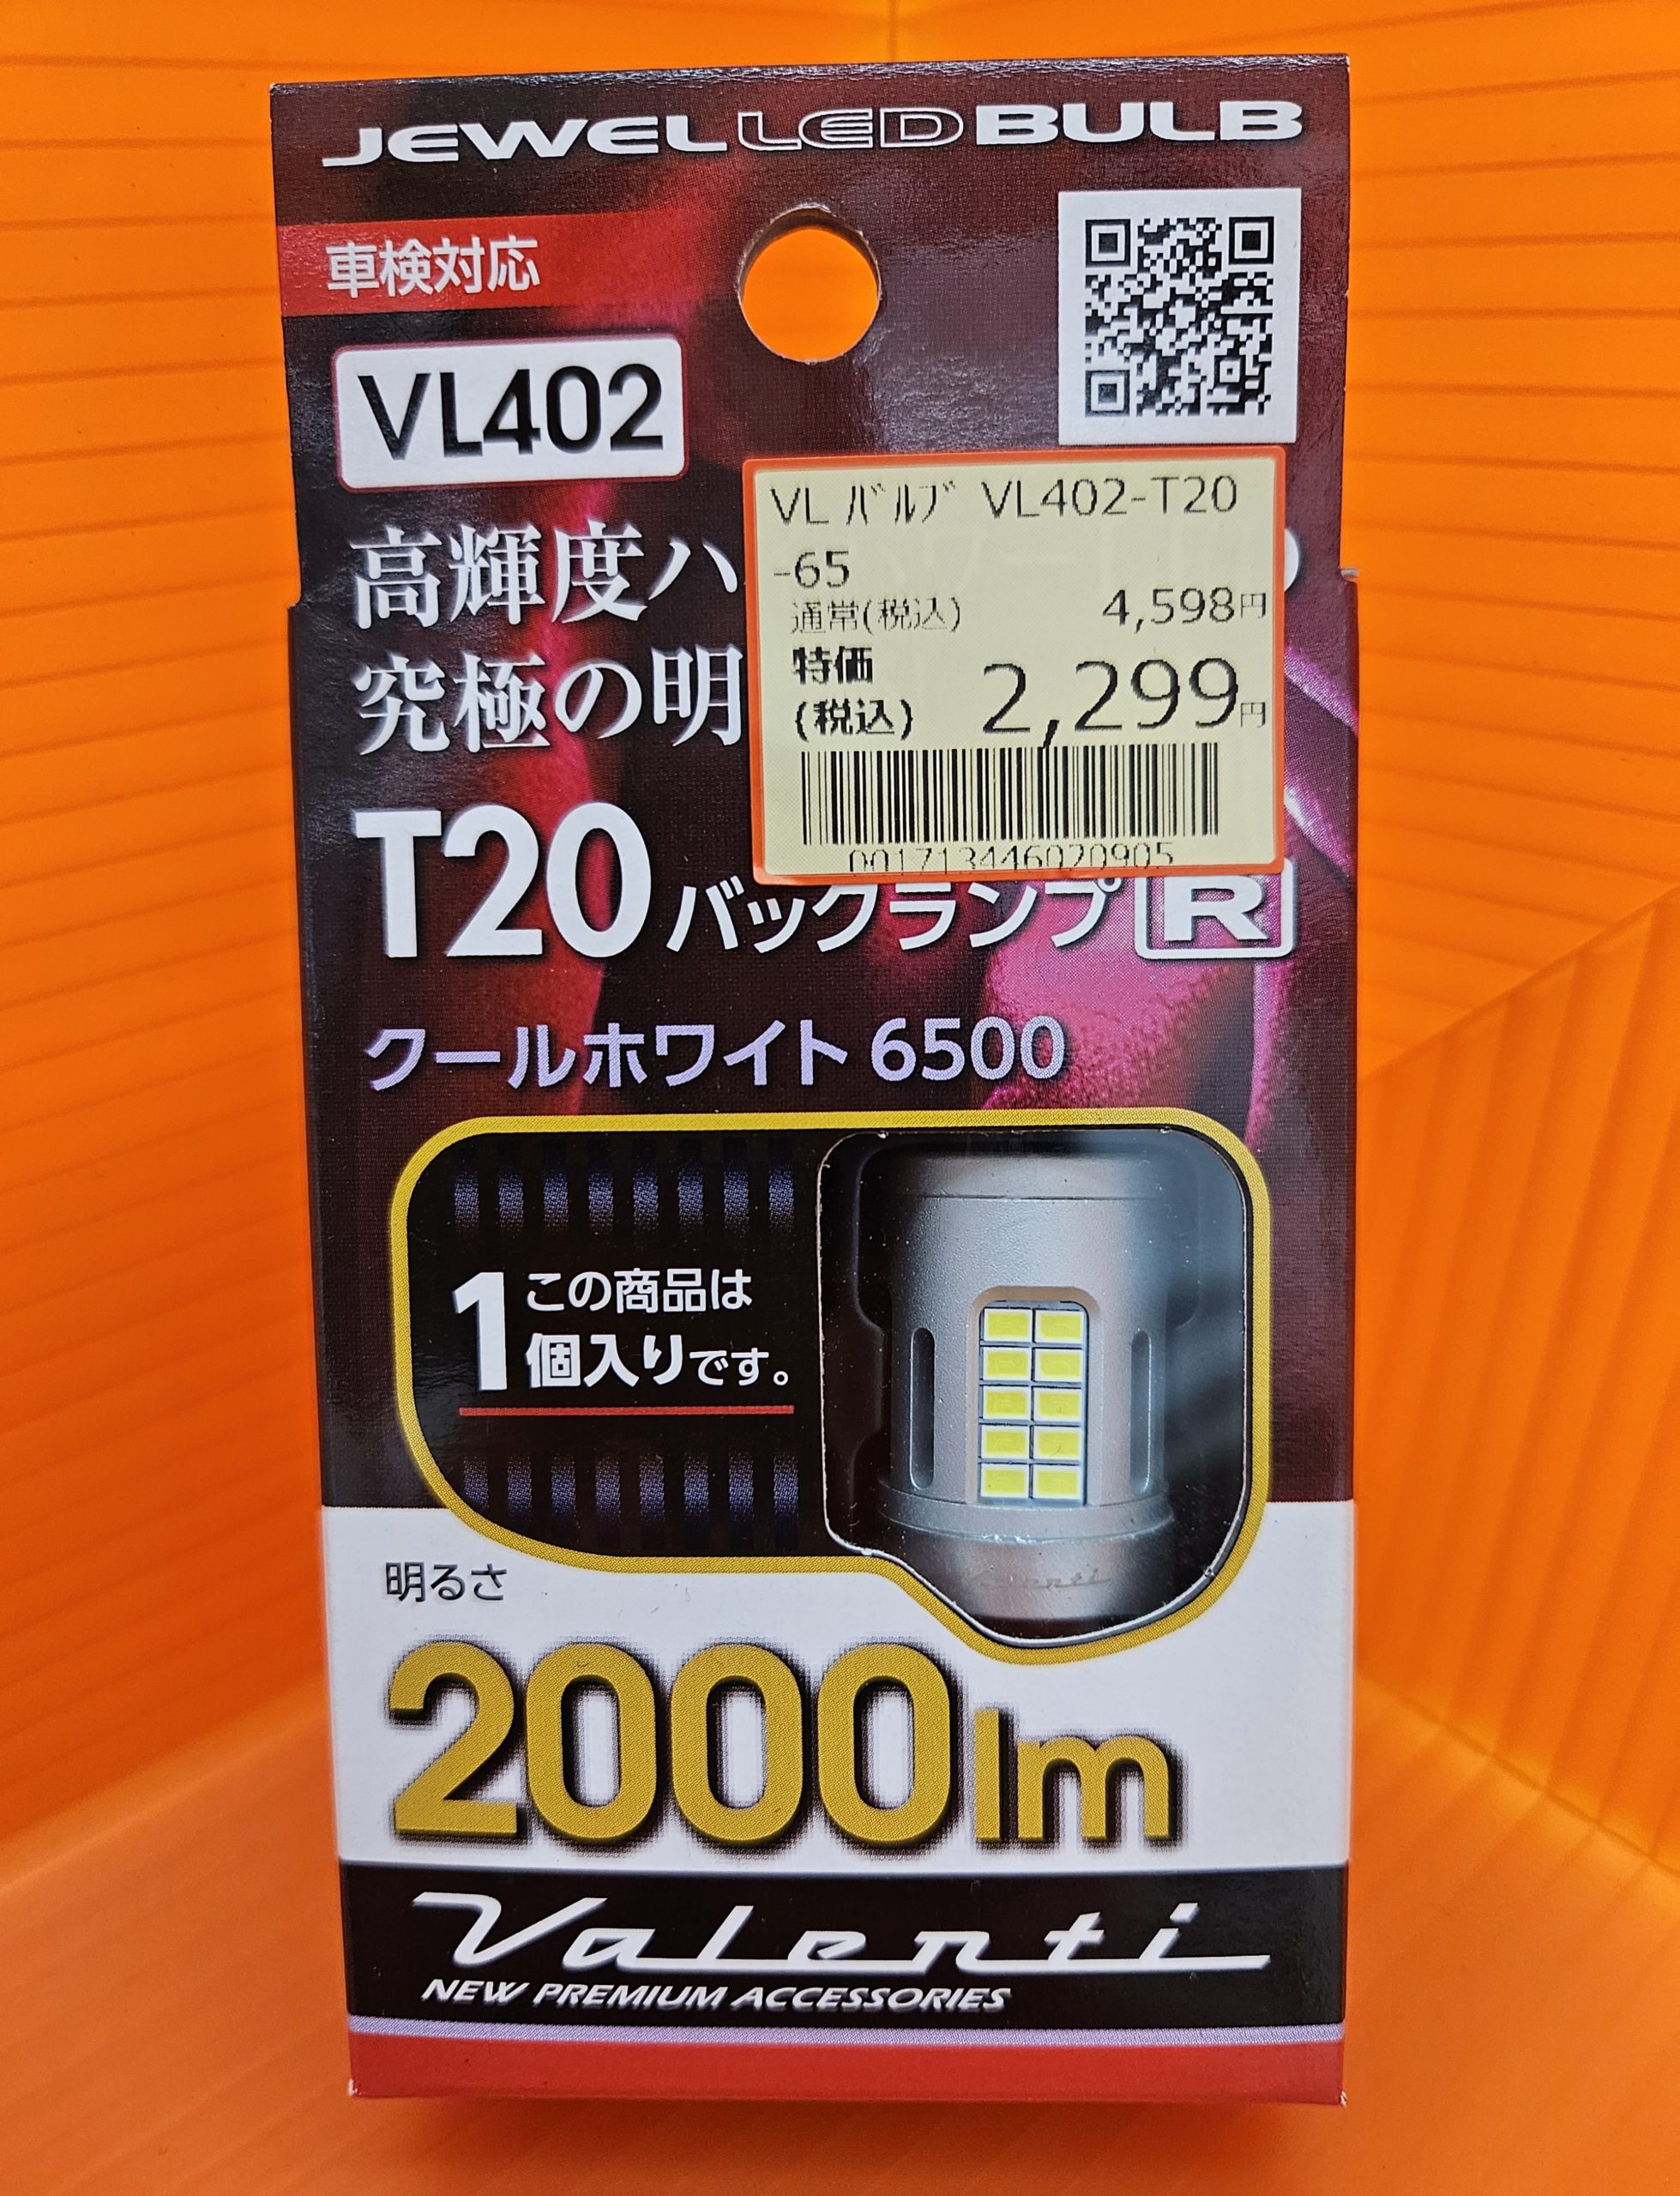 JEWEL LED BULB
車検対応
VL402
VL ﾊﾞﾙﾌﾞ VL402-T20
-65
通常(税込) 4,598円
特価
(税込) 2,299円
001713446020905
高輝度ハ
究極の明
T20 バックランプ R
クールホワイト 6500
1 この商品は
個入りです。
Valenti
明るさ
2000lm
Valenti
NEW PREMIUM ACCESSORIES